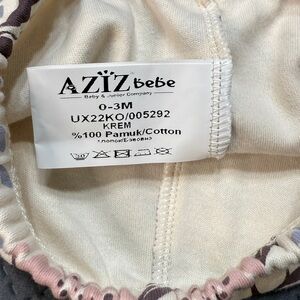 AZİZ bebe
Baby & Junior Company
0-3M
UX22KO/005292
KREM
%100 Pamuk/Cotton